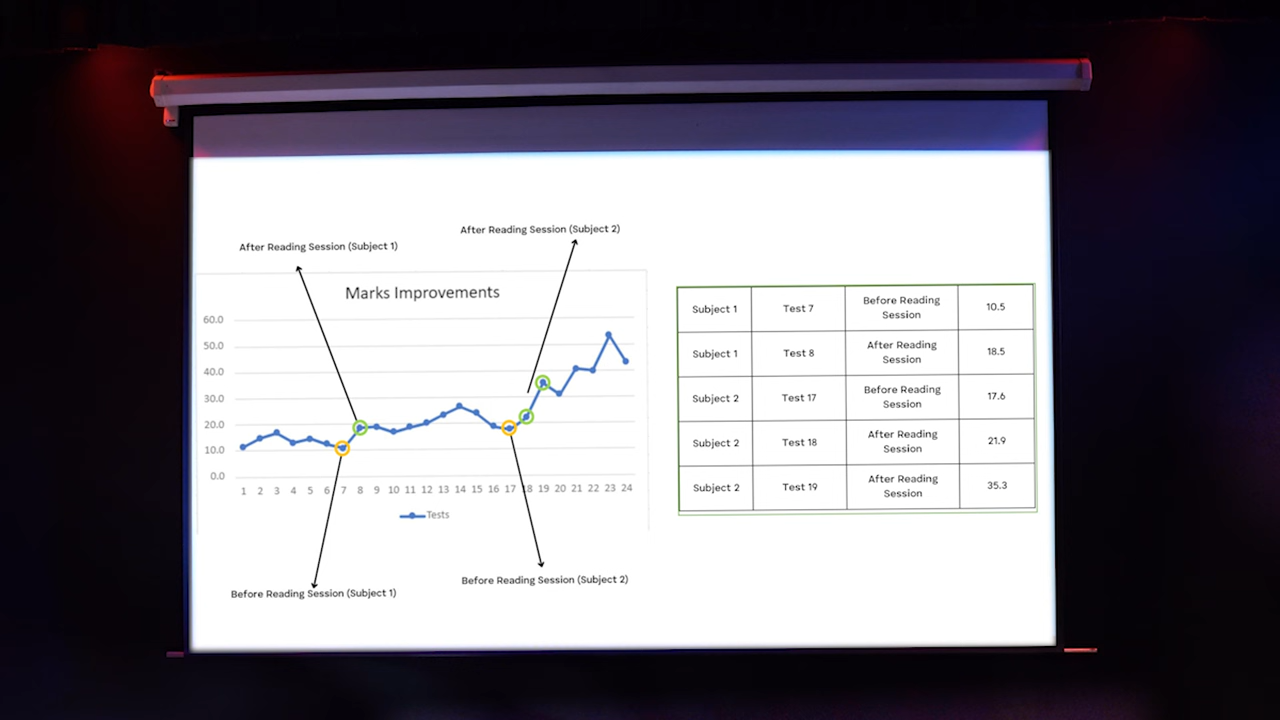 After Reading Session (Subject 2)
After Reading Session (Subject 1)
Marks Improvements
60.0
50.0
40.0
30.0
20.0
10.0
0.0
1 2 3 4 5 6 7 8 9 10 11 12 13 14 15 16 17 18 19 20 21 22 23 24
Tests
Before Reading Session (Subject 2)
Before Reading Session (Subject 1)
Subject 1 Test 7 Before Reading Session 10.5
Subject 1 Test 8 After Reading Session 18.5
Subject 2 Test 17 Before Reading Session 17.6
Subject 2 Test 18 After Reading Session 21.9
Subject 2 Test 19 After Reading Session 35.3